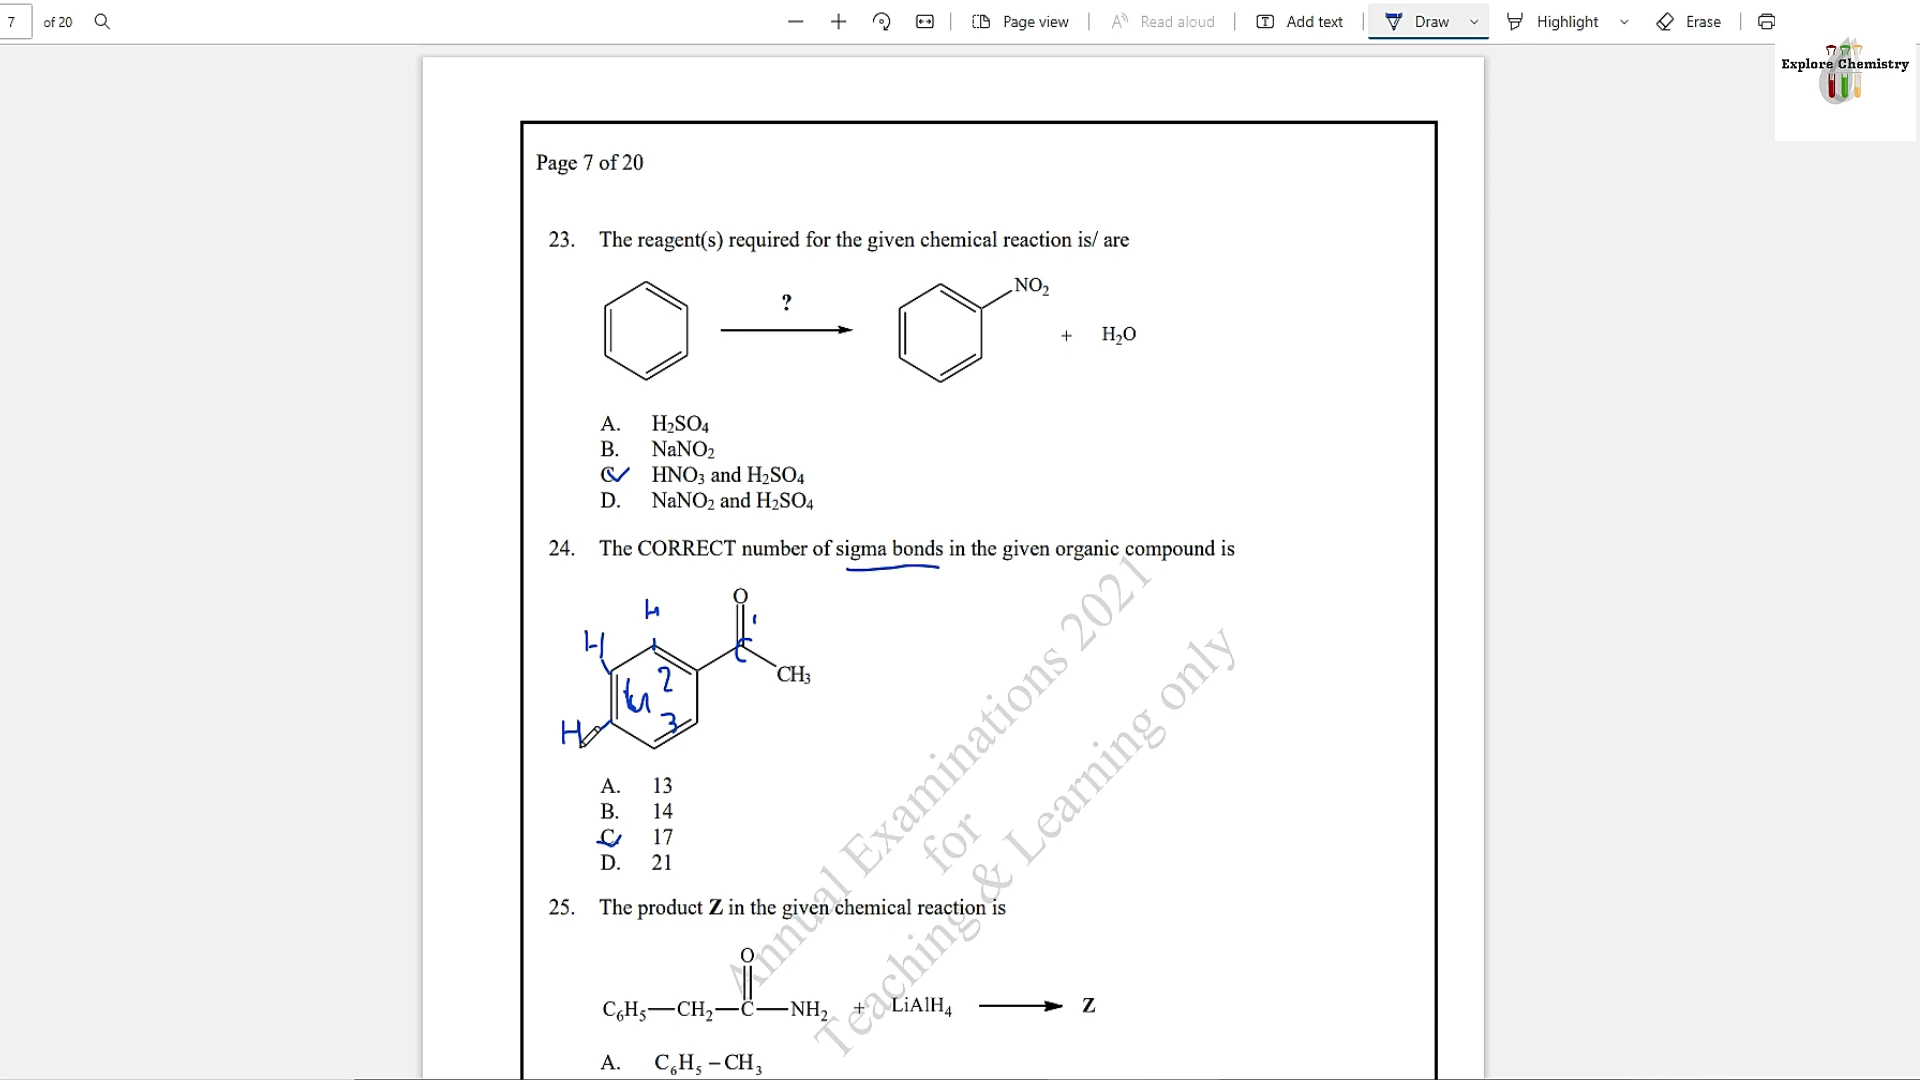 7 of 20 Page view Read aloud Add text Draw Highlight Erase
Explore Chemistry
Page 7 of 20
23. The reagent(s) required for the given chemical reaction is/ are
? NO2
+ H2O
A. H2SO4
B. NaNO2
C HNO3 and H2SO4
D. NaNO2 and H2SO4
24. The CORRECT number of sigma bonds in the given organic compound is
O
H
H
CH3
2
3
H
A. 13
B. 14
C 17
D. 21
25. The product Z in the given chemical reaction is
O
C6H5—CH2—C—NH2 + LiAlH4 Z
A. C6H5 – CH3
Annual Examinations 2021
for
Teaching & Learning only